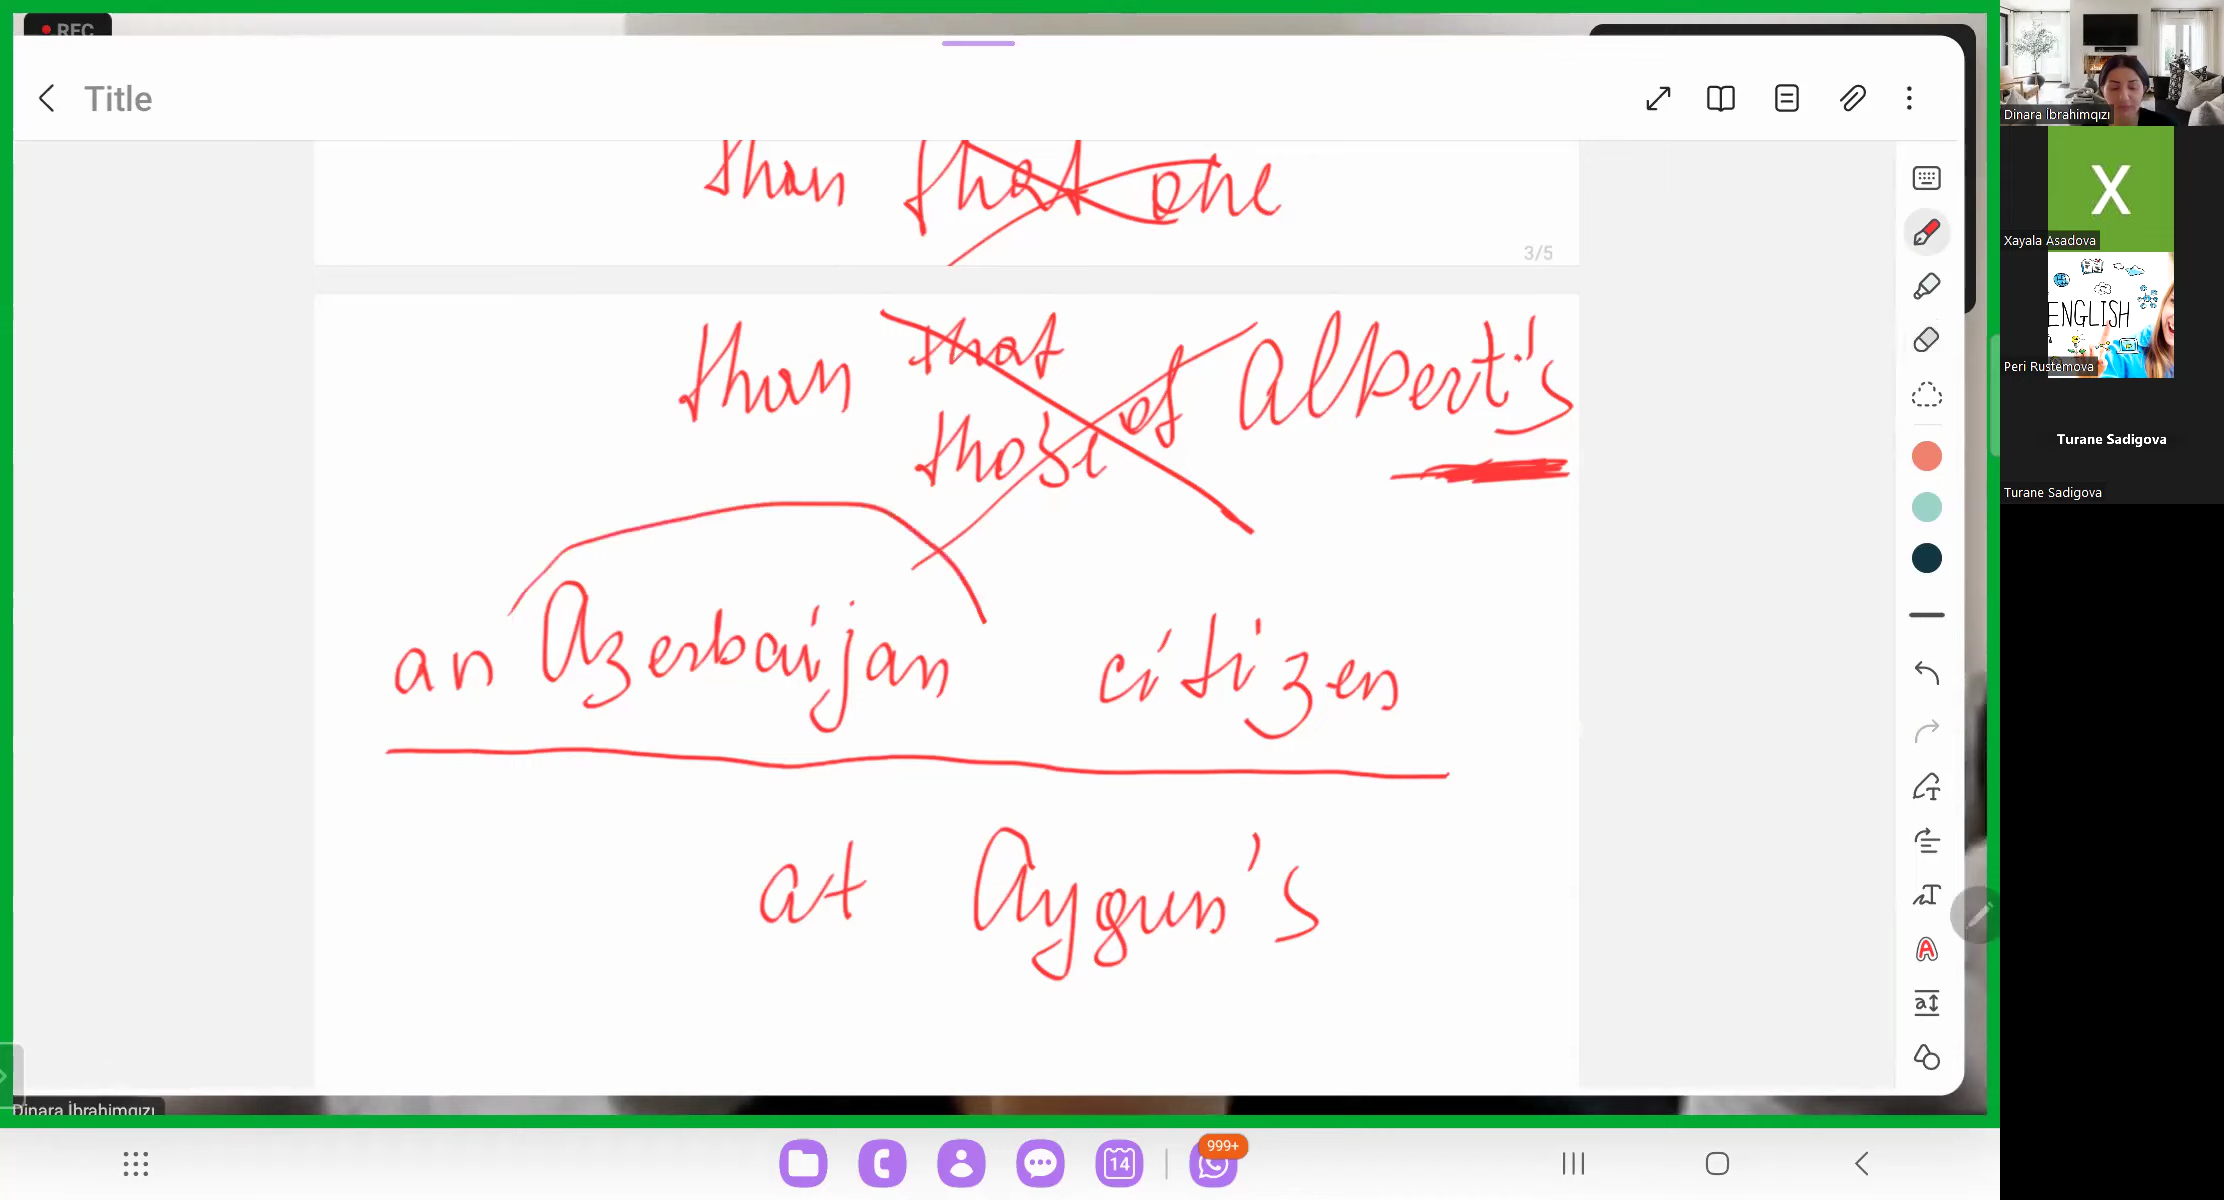 REC
Title
than that one
3/5
than that of Albert's
those
an Azerbaijan citizen
at Aygun's
Dinara İbrahimqızı
Dinara İbrahimqızı
X
Xayala Asadova
ENGLISH
Peri Rustemova
Turane Sadigova
Turane Sadigova
T
T
A
a
14
999+